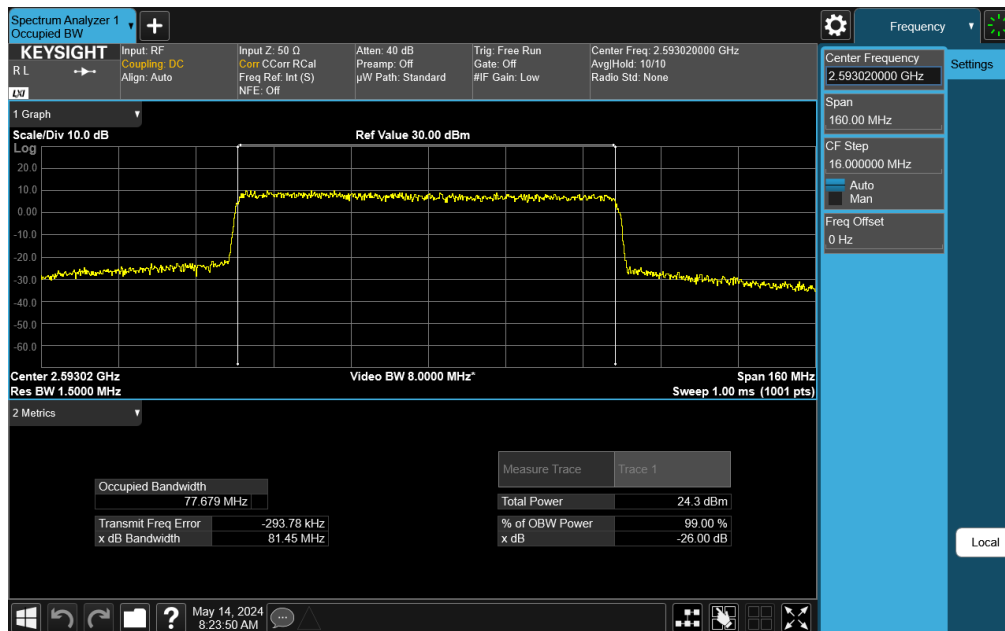 Spectrum Analyzer 1
Occupied BW
+
Frequency
KEYSIGHT
R L
LXI
Input: RF
Coupling: DC
Align: Auto
Input Z: 50 Ω
Corr CCorr RCal
Freq Ref: Int (S)
NFE: Off
Atten: 40 dB
Preamp: Off
µW Path: Standard
Trig: Free Run
Gate: Off
#IF Gain: Low
Center Freq: 2.593020000 GHz
Avg|Hold: 10/10
Radio Std: None
Center Frequency
2.593020000 GHz
Settings
Span
160.00 MHz
CF Step
16.000000 MHz
Auto
Man
Freq Offset
0 Hz
Local
1 Graph
Scale/Div 10.0 dB
Ref Value 30.00 dBm
Log
20.0
10.0
0.00
-10.0
-20.0
-30.0
-40.0
-50.0
-60.0
Center 2.59302 GHz
Video BW 8.0000 MHz*
Span 160 MHz
Res BW 1.5000 MHz
Sweep 1.00 ms (1001 pts)
2 Metrics
Measure Trace Trace 1
Occupied Bandwidth
77.679 MHz
Total Power 24.3 dBm
Transmit Freq Error -293.78 kHz
% of OBW Power 99.00 %
x dB Bandwidth 81.45 MHz
x dB -26.00 dB
?
May 14, 2024
8:23:50 AM